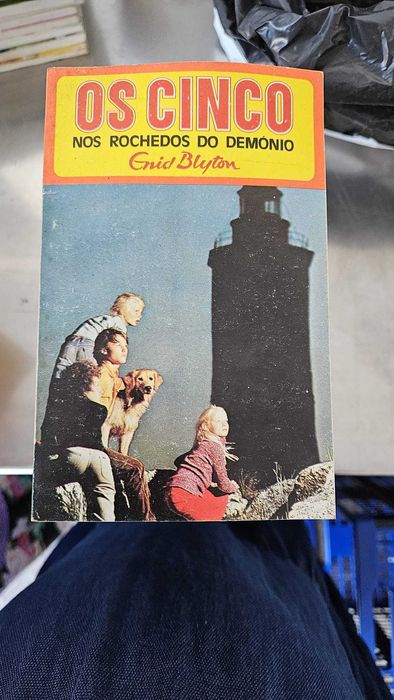 OS CINCO
NOS ROCHEDOS DO DEMÓNIO
Enid Blyton